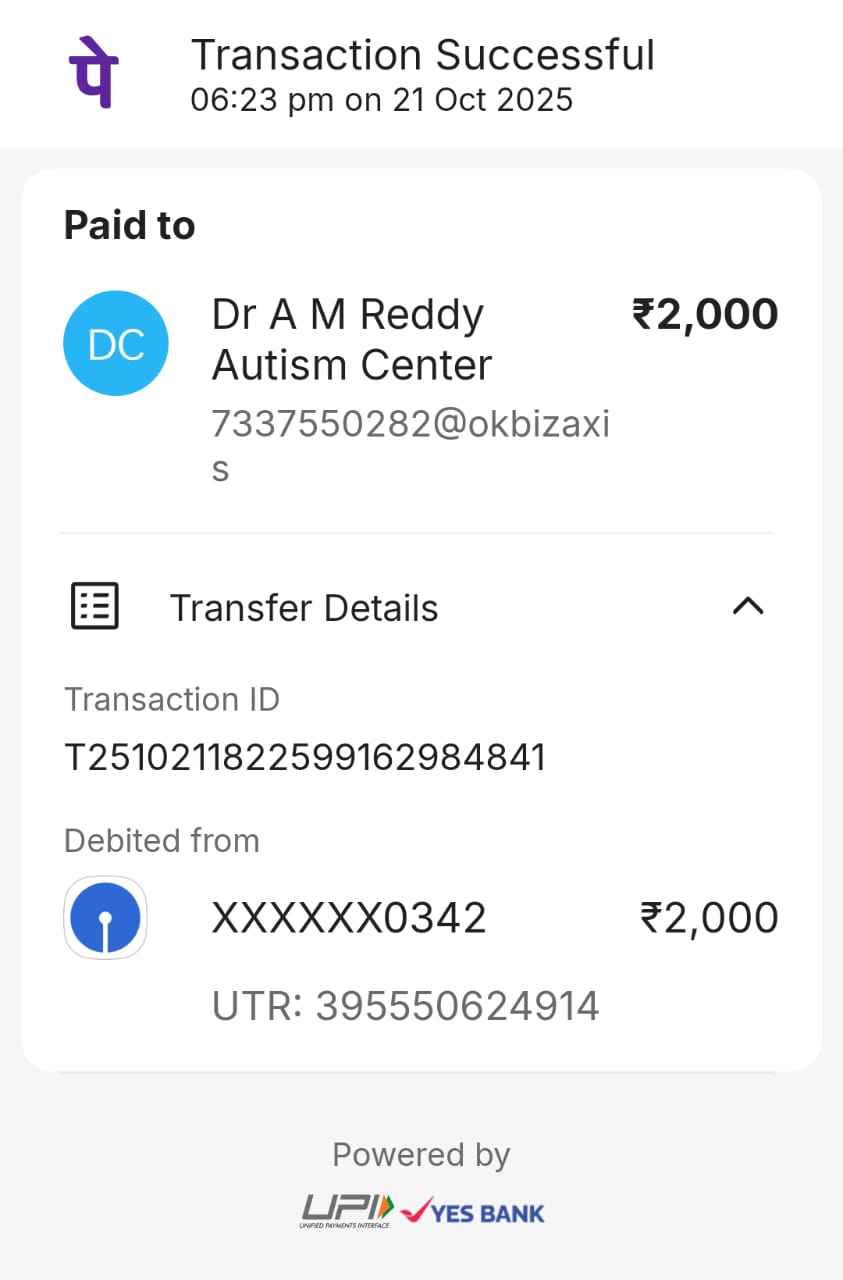 पे
Transaction Successful
06:23 pm on 21 Oct 2025
Paid to
DC
Dr A M Reddy
Autism Center
₹2,000
7337550282@okbizaxi
s
Transfer Details
Transaction ID
T2510211822599162984841
Debited from
XXXXXX0342
₹2,000
UTR: 395550624914
Powered by
UPI
UNIFIED PAYMENTS INTERFACE
YES BANK